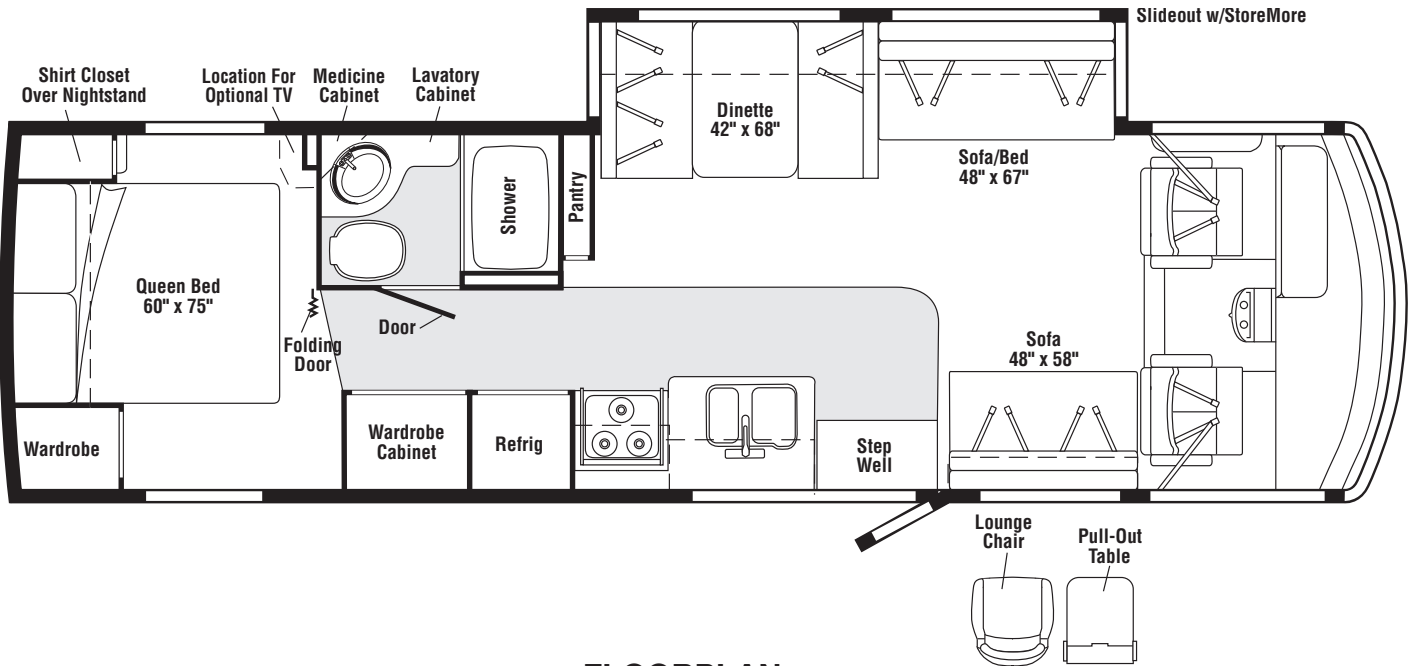 Slideout w/StoreMore
Shirt Closet
Over Nightstand
Location For
Optional TV
Medicine
Cabinet
Lavatory
Cabinet
Dinette
42" x 68"
Sofa/Bed
48" x 67"
Shower
Pantry
Queen Bed
60" x 75"
Door
Folding
Door
Sofa
48" x 58"
Wardrobe
Wardrobe
Cabinet
Refrig
Step
Well
Lounge
Chair
Pull-Out
Table
FLOORPLAN